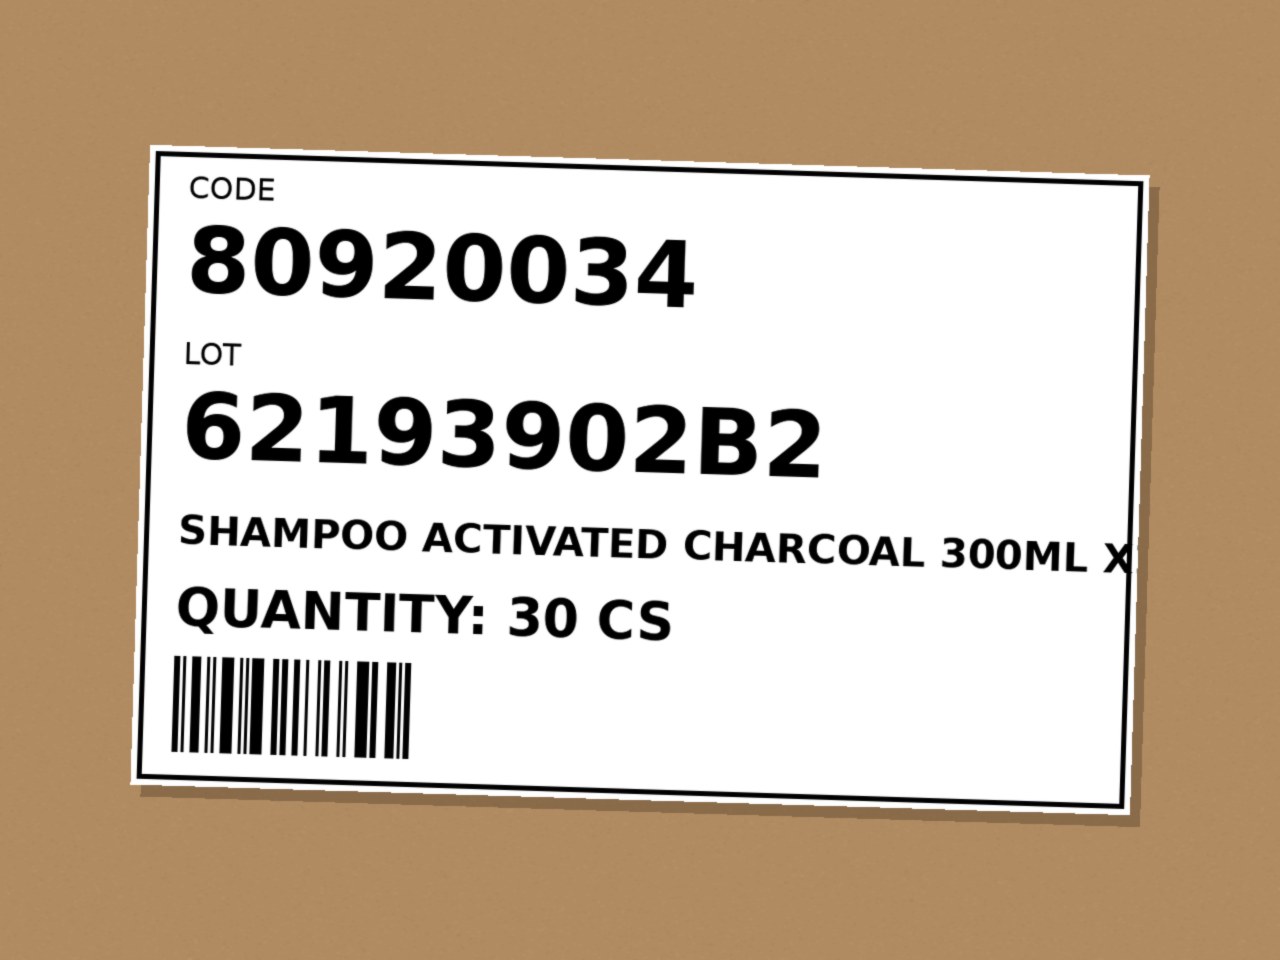 CODE
80920034
LOT
62193902B2
SHAMPOO ACTIVATED CHARCOAL 300ML X
QUANTITY: 30 CS